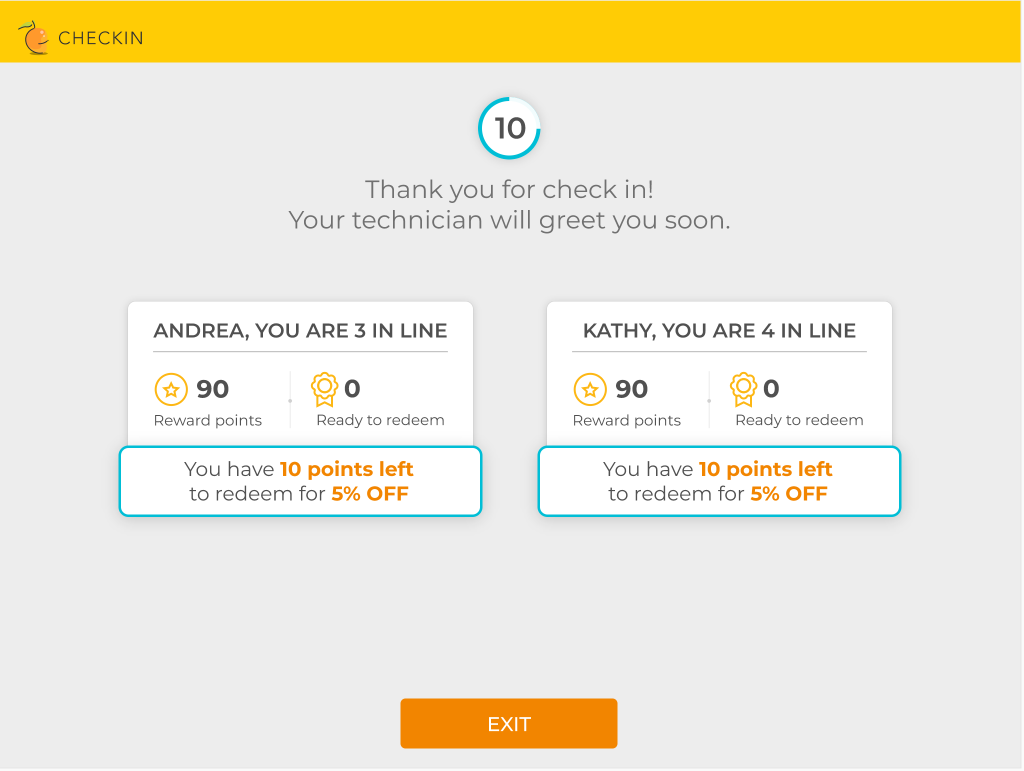 CHECKIN
10
Thank you for check in!
Your technician will greet you soon.
ANDREA, YOU ARE 3 IN LINE
90
Reward points
0
Ready to redeem
You have 10 points left
to redeem for 5% OFF
KATHY, YOU ARE 4 IN LINE
90
Reward points
0
Ready to redeem
You have 10 points left
to redeem for 5% OFF
EXIT